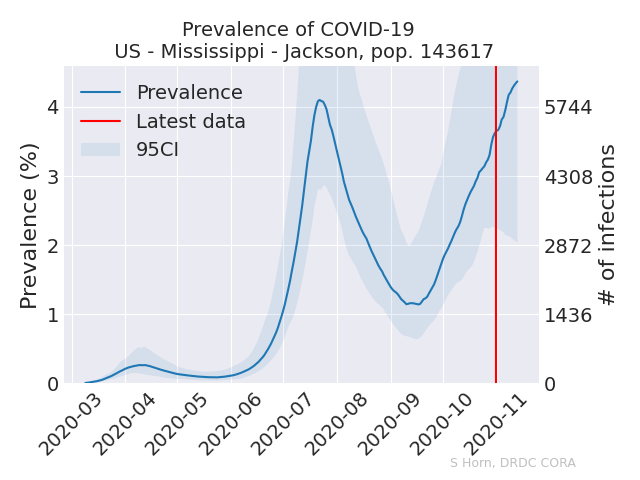 Prevalence of COVID-19
US - Mississippi - Jackson, pop. 143617
Prevalence
Latest data
95CI
Prevalence (%)
4
3
2
1
0
5744
4308
2872
1436
0
# of infections
2020-03
2020-04
2020-05
2020-06
2020-07
2020-08
2020-09
2020-10
2020-11
S Horn, DRDC CORA